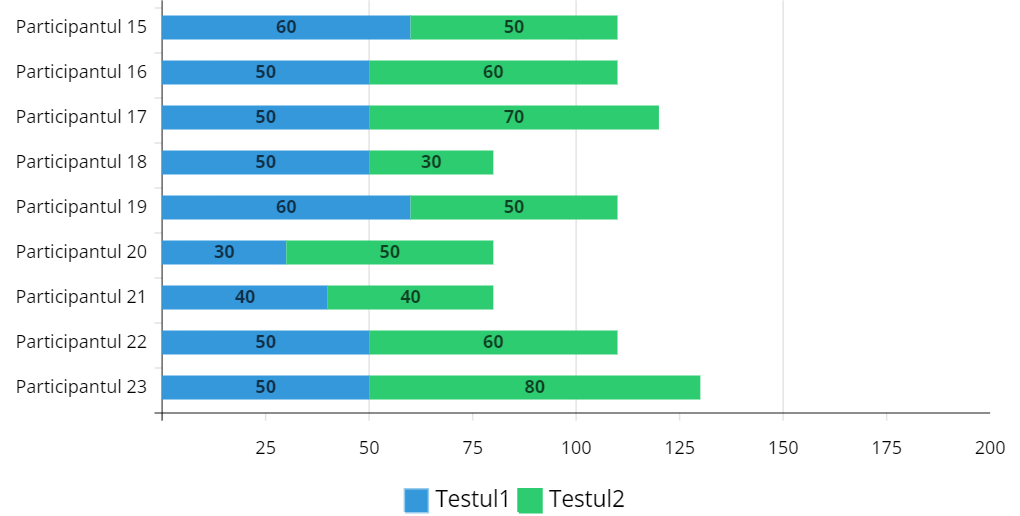 Participantul 15 60 50
Participantul 16 50 60
Participantul 17 50 70
Participantul 18 50 30
Participantul 19 60 50
Participantul 20 30 50
Participantul 21 40 40
Participantul 22 50 60
Participantul 23 50 80
25 50 75 100 125 150 175 200
Testul1 Testul2